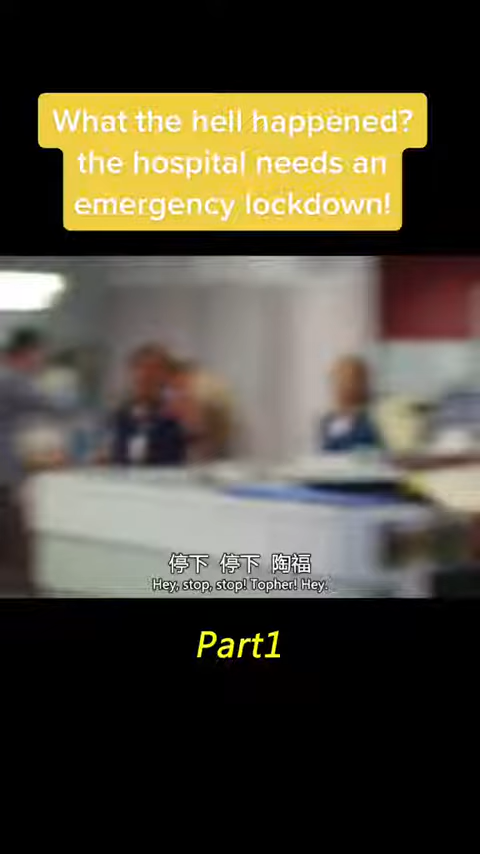 What the hell happened?
the hospital needs an
emergency lockdown!
停下 停下 陶福
Hey, stop, stop! Topher! Hey.
Part1